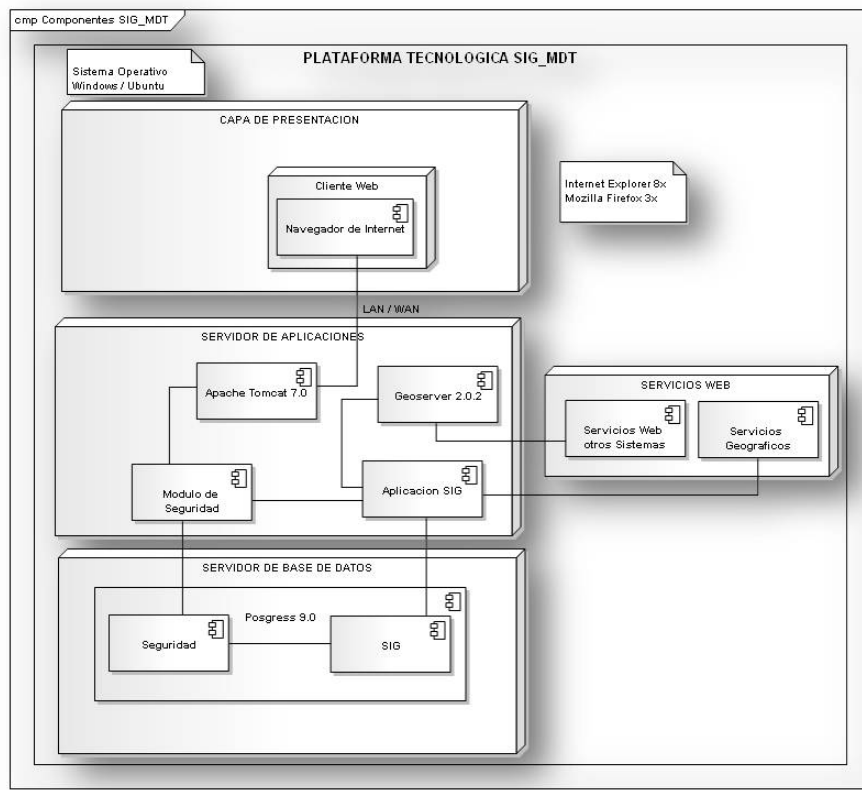 cmp Componentes SIG_MDT
PLATAFORMA TECNOLOGICA SIG_MDT
Sistema Operativo
Windows / Ubuntu
CAPA DE PRESENTACION
Cliente Web
Navegador de Internet
Internet Explorer 8x
Mozilla Firefox 3x
LAN / WAN
SERVIDOR DE APLICACIONES
Apache Tomcat 7.0
Geoserver 2.0.2
Modulo de
Seguridad
Aplicacion SIG
SERVICIOS WEB
Servicios Web
otros Sistemas
Servicios
Geograficos
SERVIDOR DE BASE DE DATOS
Posgress 9.0
Seguridad
SIG